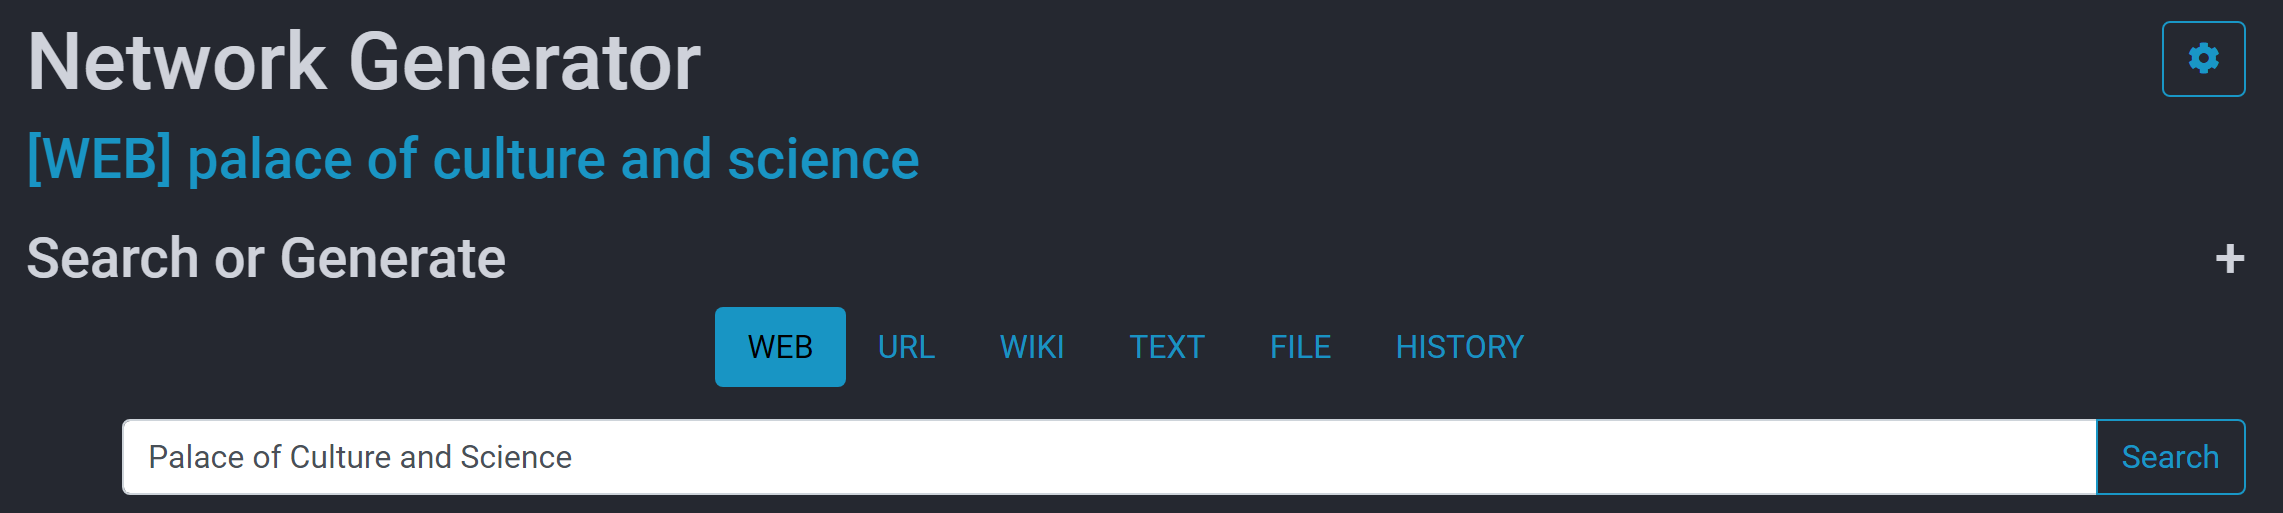 Network Generator
[WEB] palace of culture and science
Search or Generate
+
WEB URL WIKI TEXT FILE HISTORY
Palace of Culture and Science Search